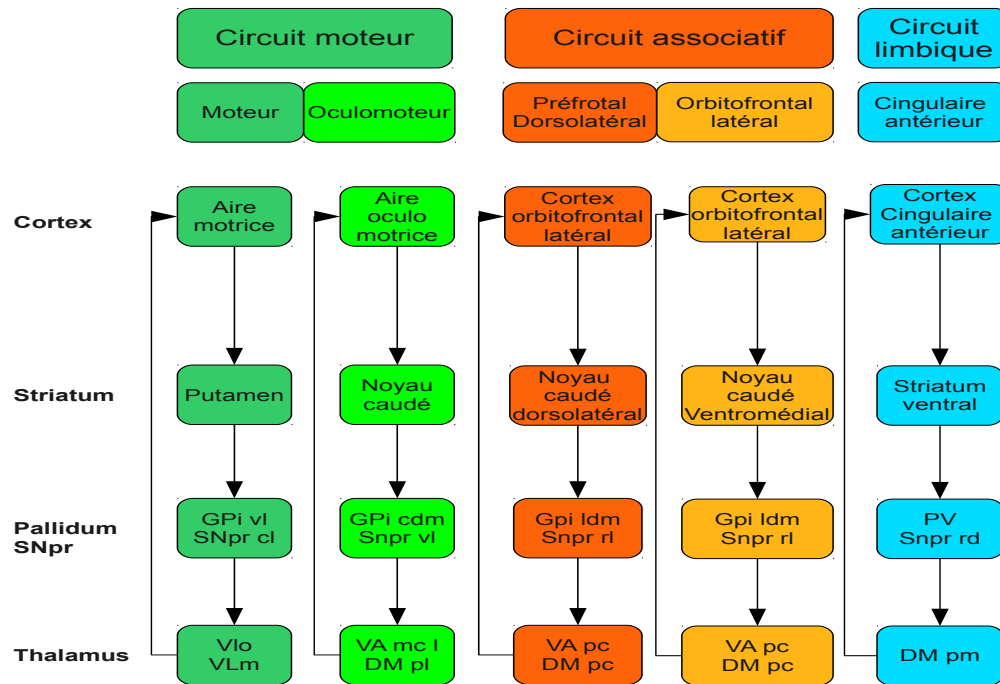 Circuit moteur
Circuit associatif
Circuit
limbique
Moteur
Oculomoteur
Préfrotal
Dorsolatéral
Orbitofrontal
latéral
Cingulaire
antérieur
Cortex
Aire
motrice
Aire
oculo
motrice
Cortex
orbitofrontal
latéral
Cortex
orbitofrontal
latéral
Cortex
Cingulaire
antérieur
Striatum
Putamen
Noyau
caudé
Noyau
caudé
dorsolatéral
Noyau
caudé
Ventromédial
Striatum
ventral
Pallidum
SNpr
GPi vl
SNpr cl
GPi cdm
Snpr vl
Gpi ldm
Snpr rl
Gpi ldm
Snpr rl
PV
Snpr rd
Thalamus
Vlo
VLm
VA mc l
DM pl
VA pc
DM pc
VA pc
DM pc
DM pm